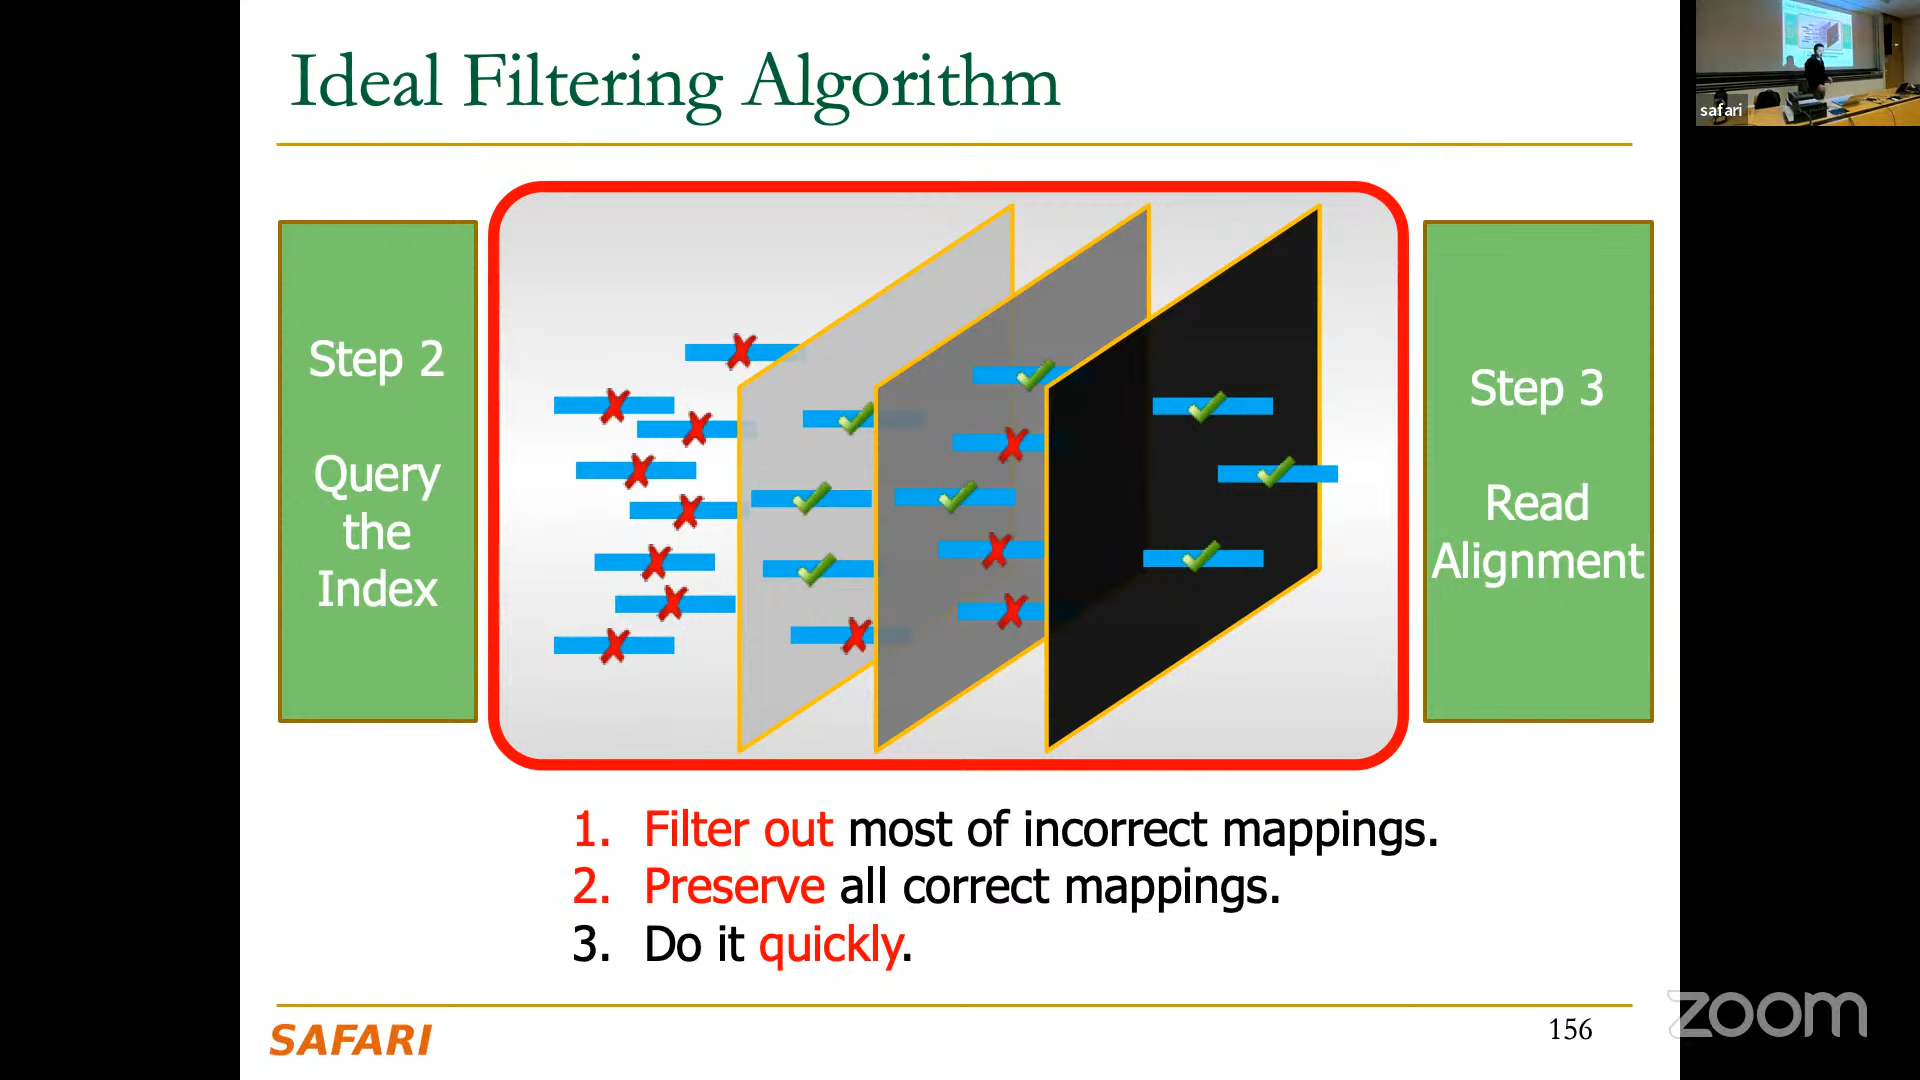 Ideal Filtering Algorithm
safari
Step 2
Query
the
Index
Step 3
Read
Alignment
1. Filter out most of incorrect mappings.
2. Preserve all correct mappings.
3. Do it quickly.
SAFARI
156
zoom